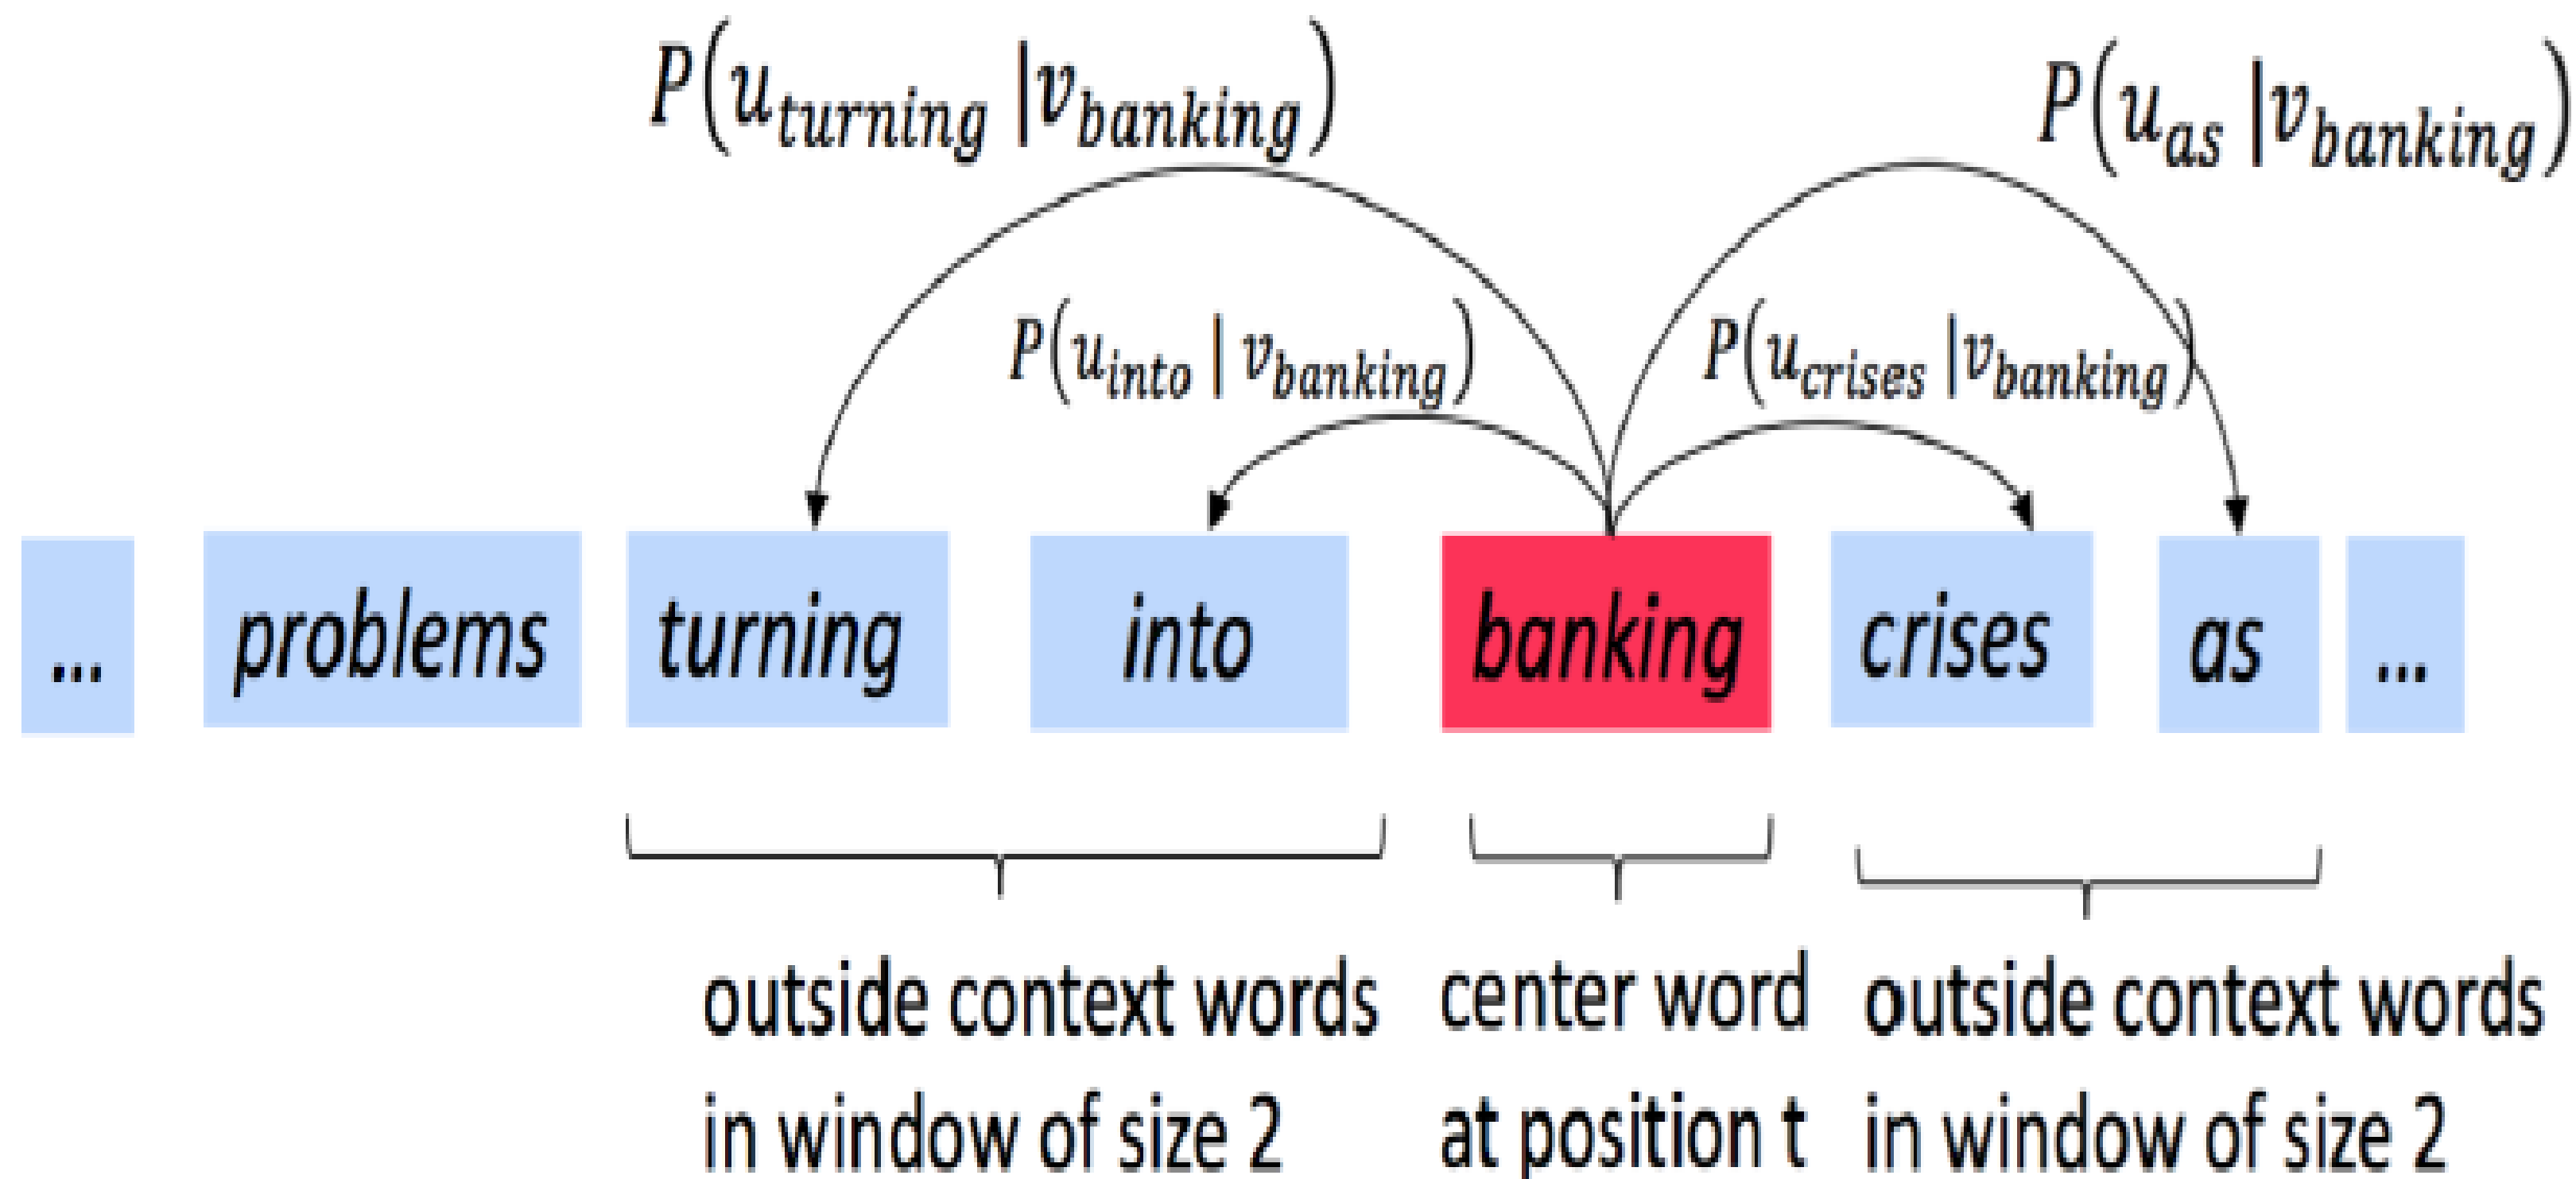 P(u_turning |v_banking)
P(u_as |v_banking)
P(u_into | v_banking)
P(u_crises |v_banking)
... problems turning into banking crises as ...
outside context words
in window of size 2
center word
at position t
outside context words
in window of size 2